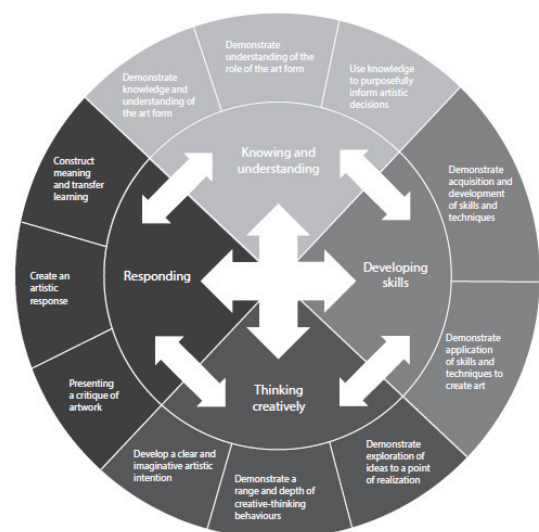 Demonstrate
knowledge and
understanding of
the art form
Demonstrate
understanding of the
role of the art form
Use knowledge
to purposefully
inform artistic
decisions
Knowing and
understanding
Construct
meaning
and transfer
learning
Create an
artistic
response
Presenting
a critique of
artwork
Responding
Developing
skills
Demonstrate
acquisition and
development
of skills and
techniques
Demonstrate
application
of skills and
techniques to
create art
Thinking
creatively
Develop a clear and
imaginative artistic
intention
Demonstrate a
range and depth of
creative-thinking
behaviours
Demonstrate
exploration of
ideas to a point
of realization